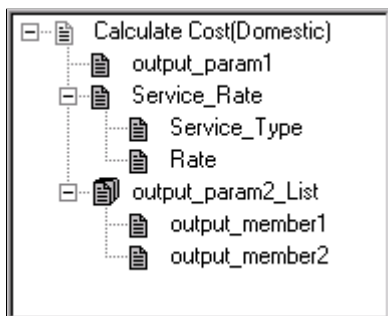 Calculate Cost(Domestic)
output_param1
Service_Rate
Service_Type
Rate
output_param2_List
output_member1
output_member2